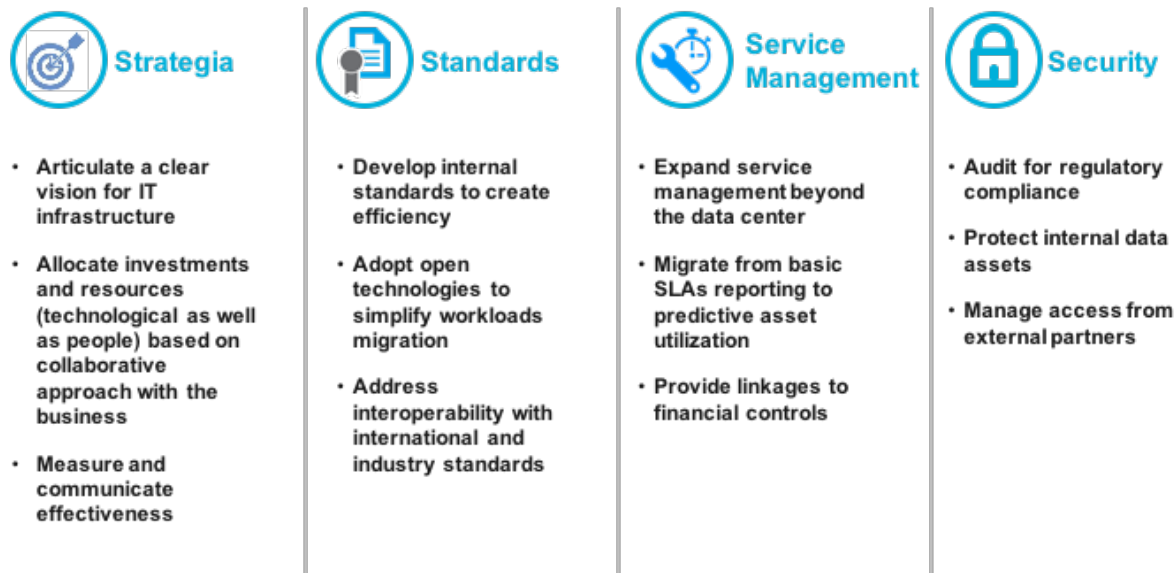 Strategia
• Articulate a clear
vision for IT
infrastructure
• Allocate investments
and resources
(technological as well
as people) based on
collaborative
approach with the
business
• Measure and
communicate
effectiveness
Standards
• Develop internal
standards to create
efficiency
• Adopt open
technologies to
simplify workloads
migration
• Address
interoperability with
international and
industry standards
Service
Management
• Expand service
management beyond
the data center
• Migrate from basic
SLAs reporting to
predictive asset
utilization
• Provide linkages to
financial controls
Security
• Audit for regulatory
compliance
• Protect internal data
assets
• Manage access from
external partners